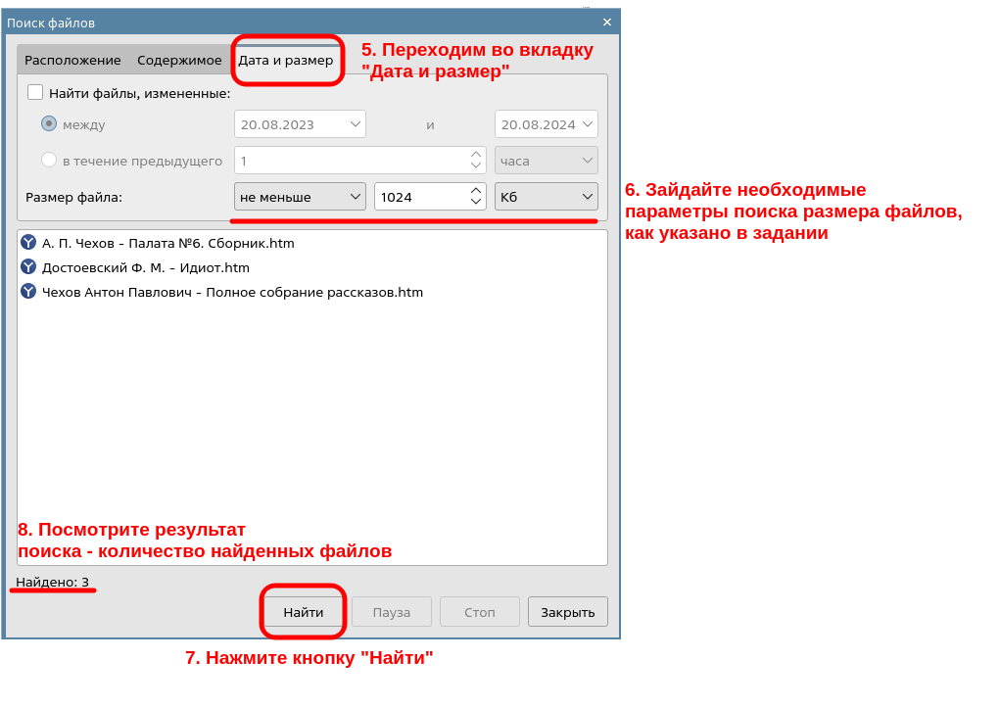 Поиск файлов
Расположение Содержимое Дата и размер
5. Переходим во вкладку
"Дата и размер"
Найти файлы, измененные:
между 20.08.2023 и 20.08.2024
в течение предыдущего 1 часа
Размер файла: не меньше 1024 Кб
6. Зайдайте необходимые
параметры поиска размера файлов,
как указано в задании
А. П. Чехов - Палата №6. Сборник.htm
Достоевский Ф. М. - Идиот.htm
Чехов Антон Павлович - Полное собрание рассказов.htm
8. Посмотрите результат
поиска - количество найденных файлов
Найдено: 3
Найти Пауза Стоп Закрыть
7. Нажмите кнопку "Найти"